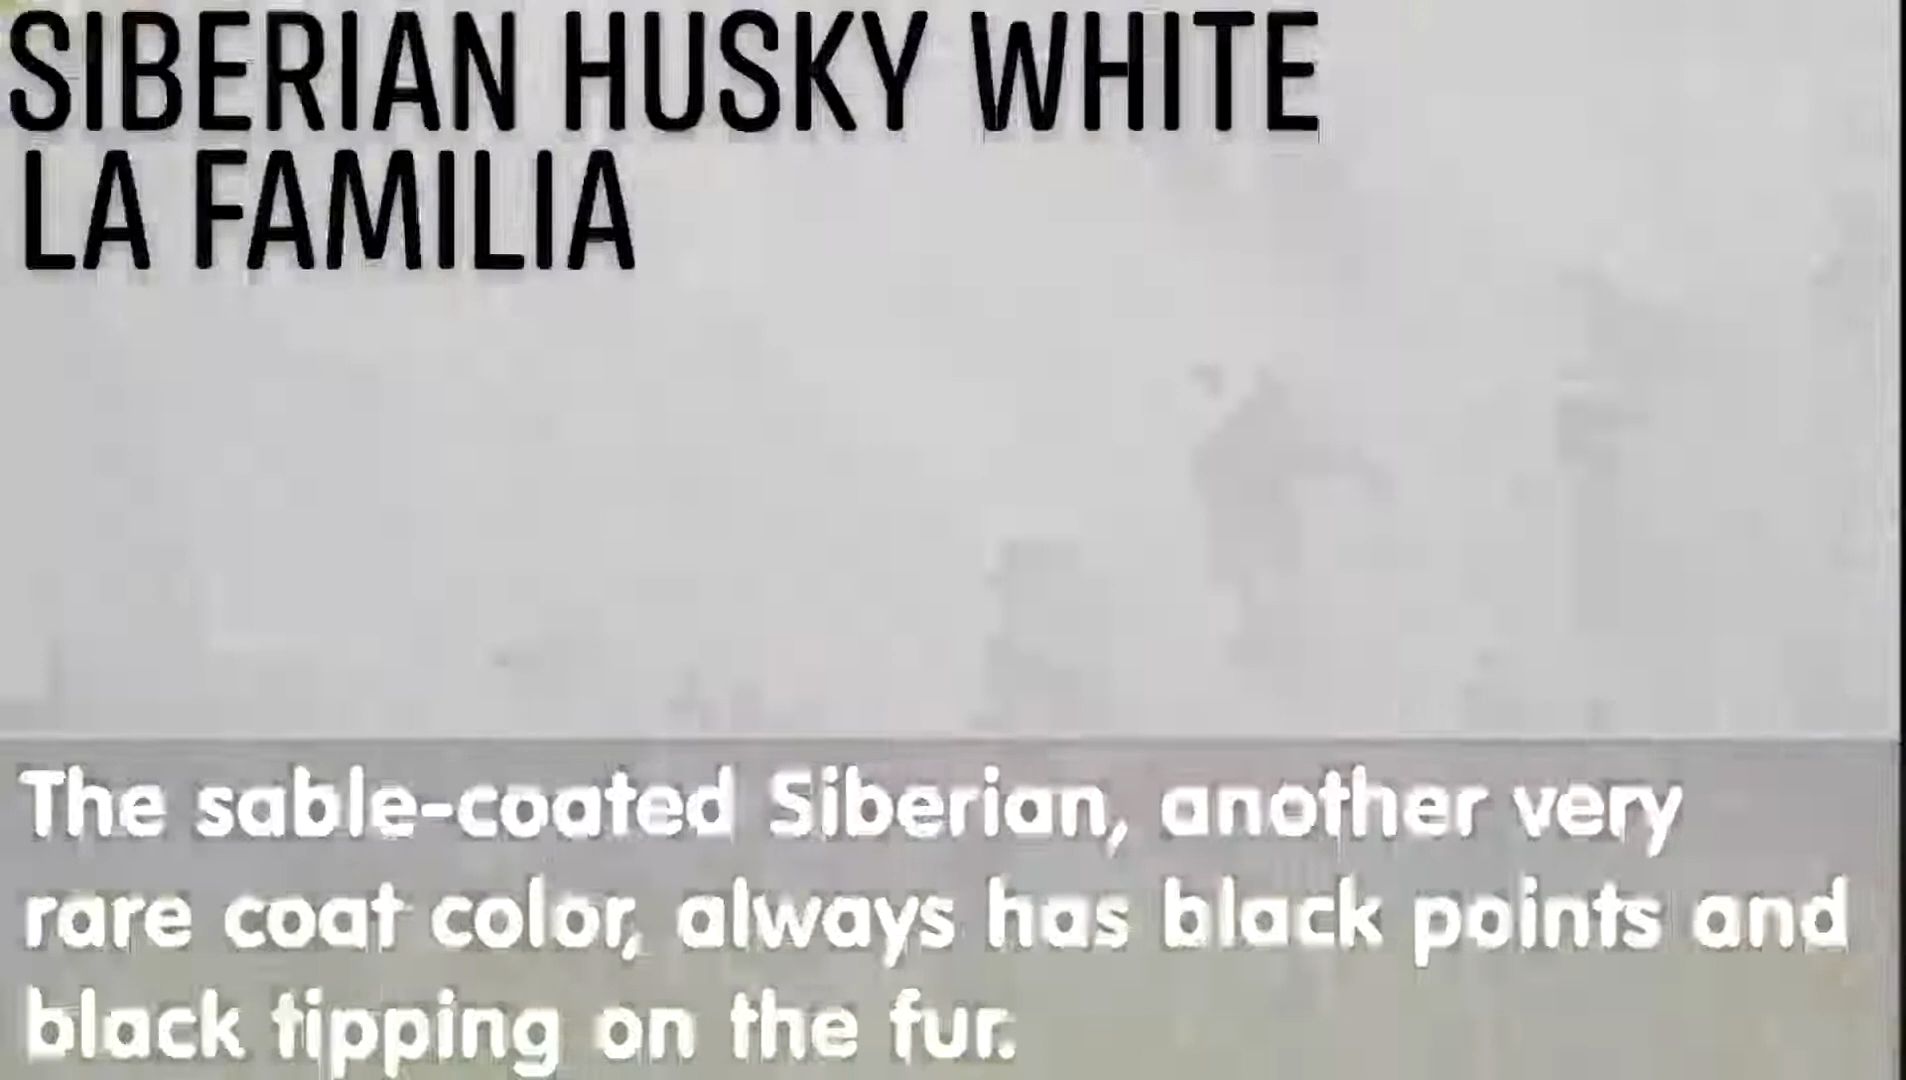 SIBERIAN HUSKY WHITE
LA FAMILIA
The sable-coated Siberian, another very
rare coat color, always has black points and
black tipping on the fur.